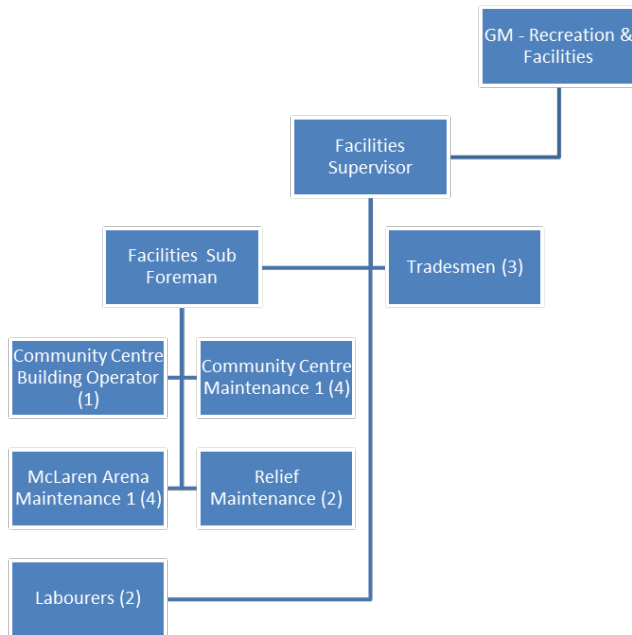 GM - Recreation &
Facilities
Facilities
Supervisor
Facilities Sub
Foreman
Tradesmen (3)
Community Centre
Building Operator
(1)
Community Centre
Maintenance 1 (4)
McLaren Arena
Maintenance 1 (4)
Relief
Maintenance (2)
Labourers (2)